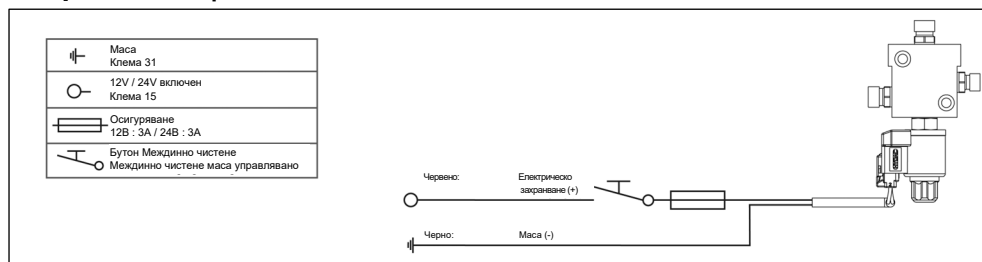 Маса
Клема 31
12V / 24V включен
Клема 15
Осигуряване
12В : 3А / 24В : 3А
Бутон Междинно чистене
Междинно чистене маса управлявано
Червено: Електрическо
захранване (+)
Черно: Маса (-)